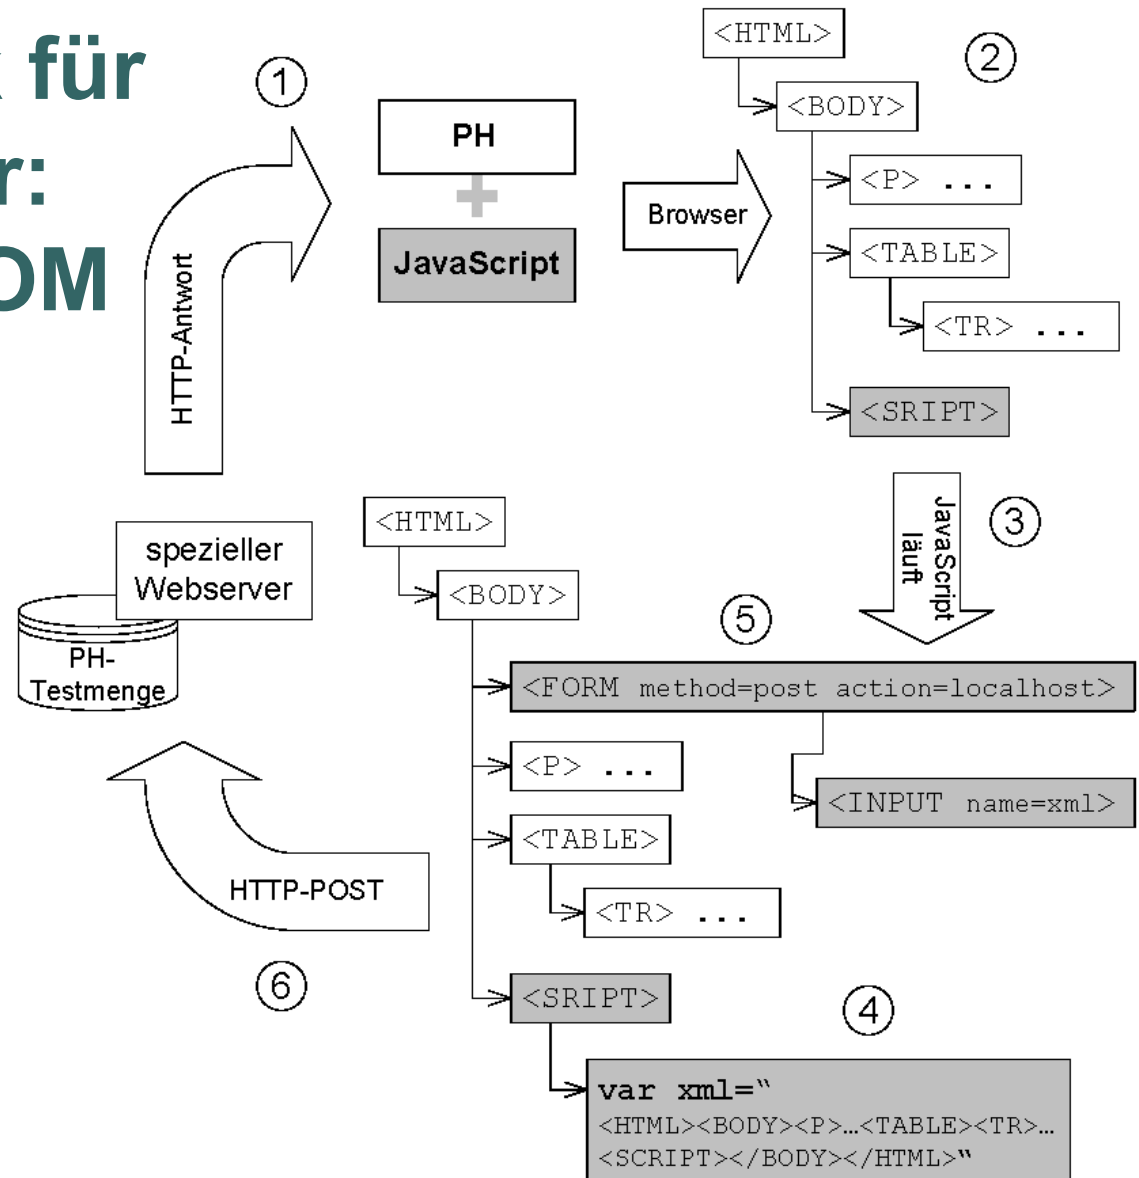 für
r:
OM
1
PH
JavaScript
HTTP-Antwort
Browser
2
<HTML>
<BODY>
<P> ...
<TABLE>
<TR> ...
<SRIPT>
JavaScript
läuft
3
spezieller
Webserver
PH-
Testmenge
<HTML>
<BODY>
5
<FORM method=post action=localhost>
<INPUT name=xml>
<P> ...
<TABLE>
<TR> ...
<SRIPT>
4
var xml=“
<HTML><BODY><P>…<TABLE><TR>…
<SCRIPT></BODY></HTML>“
HTTP-POST
6